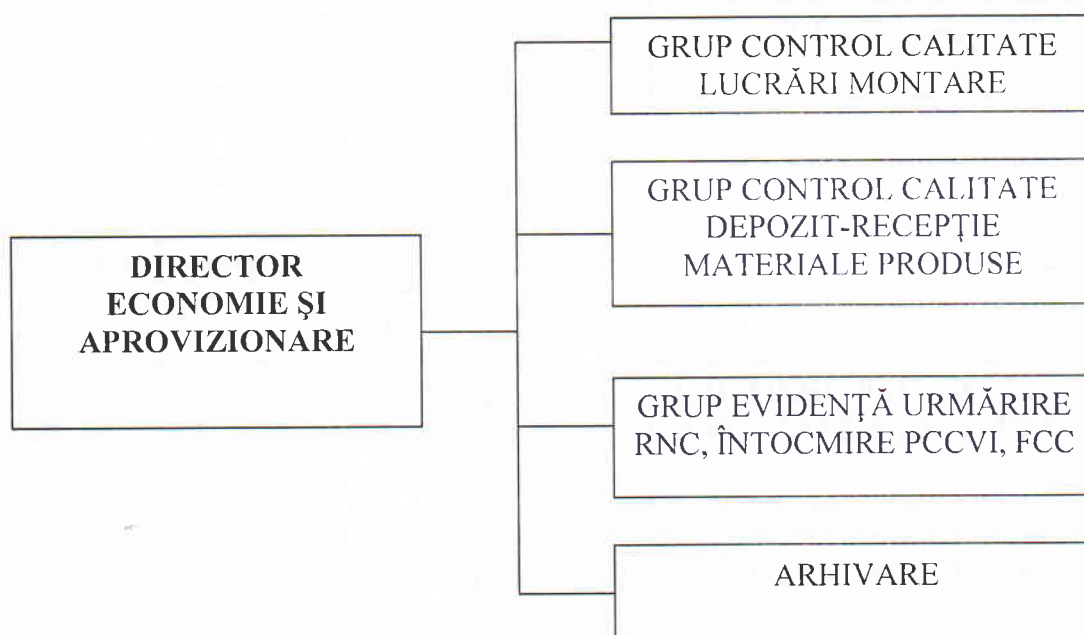 GRUP CONTROL CALITATE
LUCRĂRI MONTARE
GRUP CONTROL CALITATE
DEPOZIT-RECEPŢIE
MATERIALE PRODUSE
DIRECTOR
ECONOMIE ŞI
APROVIZIONARE
GRUP EVIDENŢĂ URMĂRIRE
RNC, ÎNTOCMIRE PCCVI, FCC
ARHIVARE